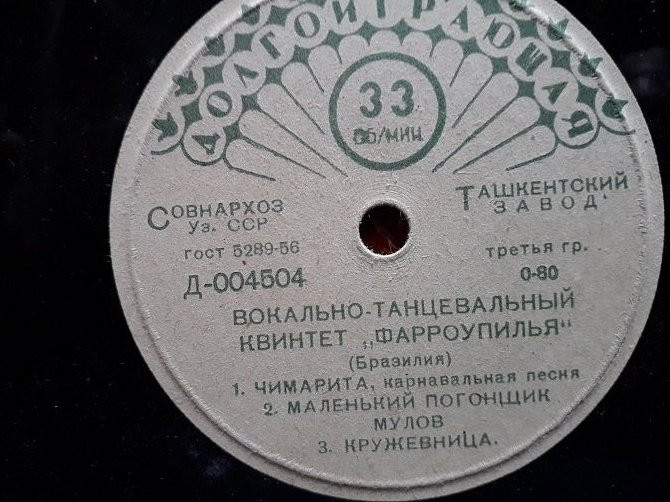 ДОЛГОИГРАЮЩАЯ
33
об/мин
СОВНАРХОЗ
Уз. ССР
ГОСТ 5289-56
Д-004504
ТАШКЕНТСКИЙ
ЗАВОД
третья гр.
0-80
ВОКАЛЬНО-ТАНЦЕВАЛЬНЫЙ
КВИНТЕТ „ФАРРОУПИЛЬЯ"
(Бразилия)
1. ЧИМАРИТА, карнавальная песня
2. МАЛЕНЬКИЙ ПОГОНЩИК
МУЛОВ
3. КРУЖЕВНИЦА.